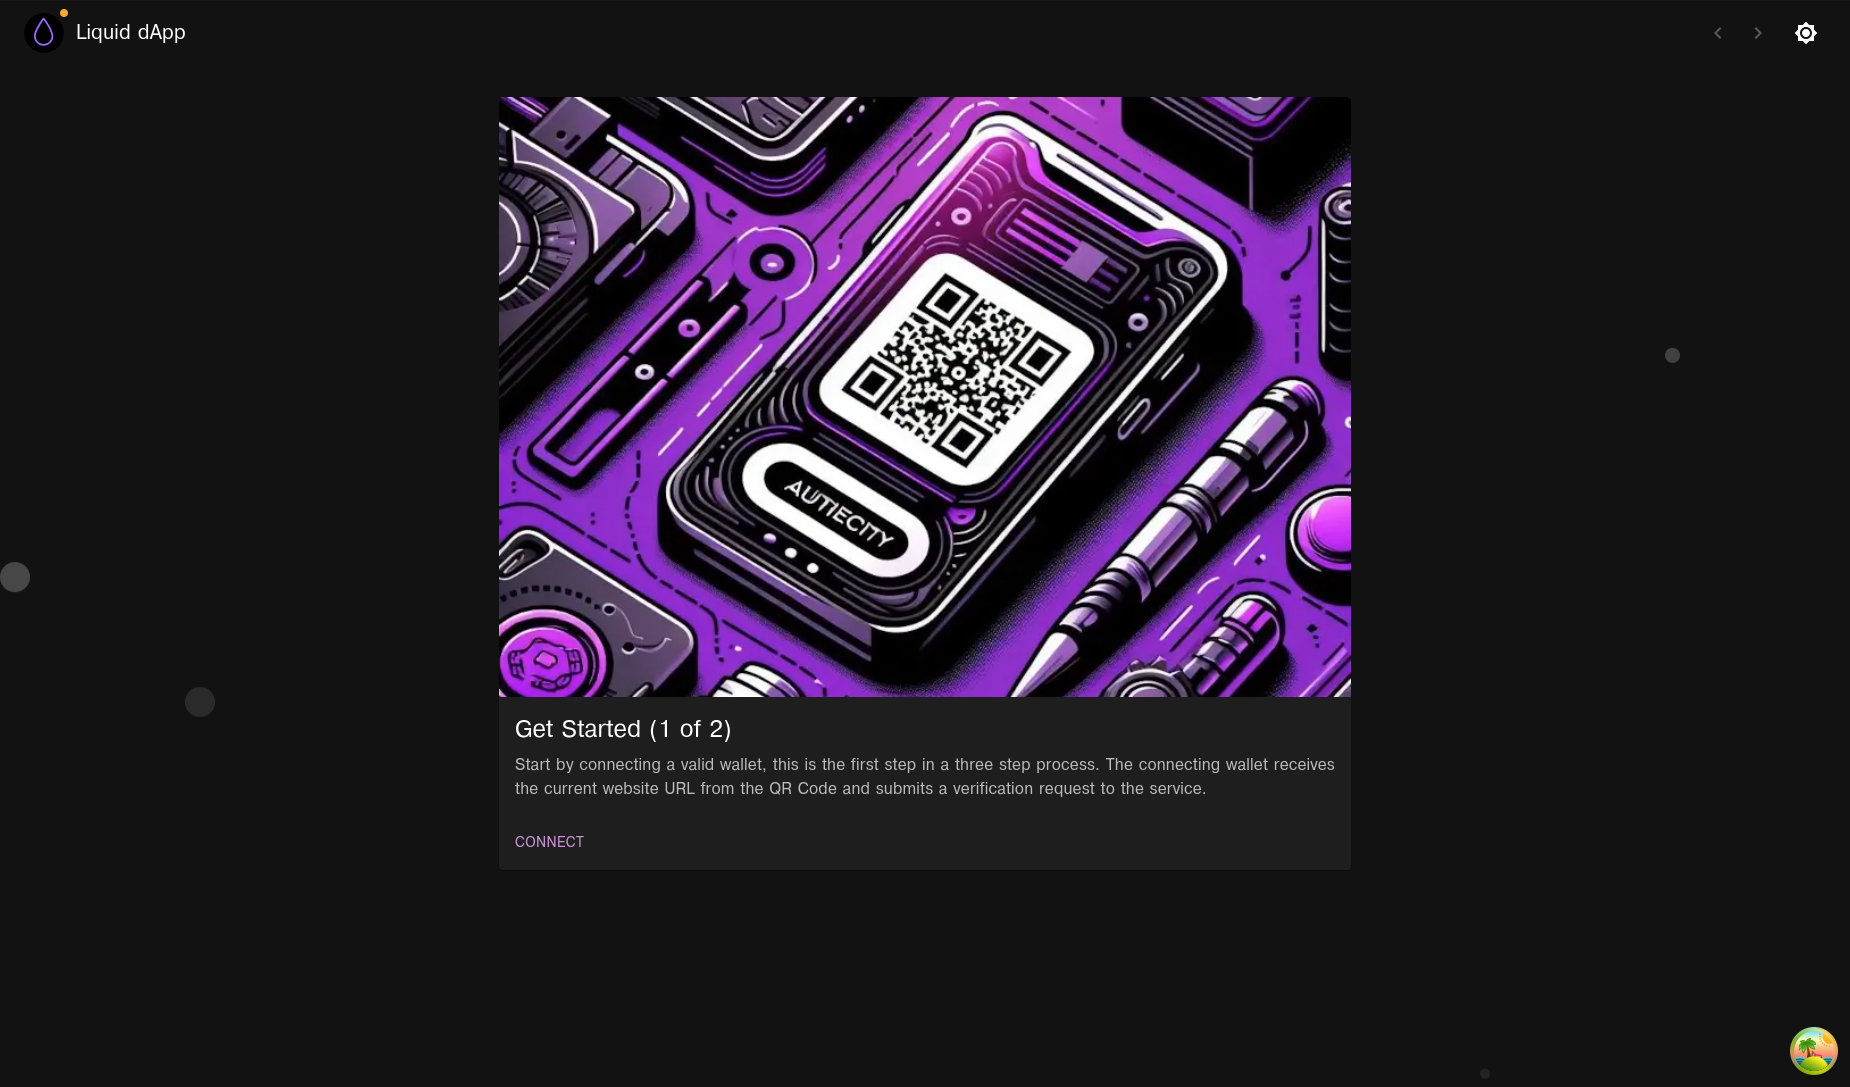 Liquid dApp
AUTIECITY
Get Started (1 of 2)
Start by connecting a valid wallet, this is the first step in a three step process. The connecting wallet receives
the current website URL from the QR Code and submits a verification request to the service.
CONNECT